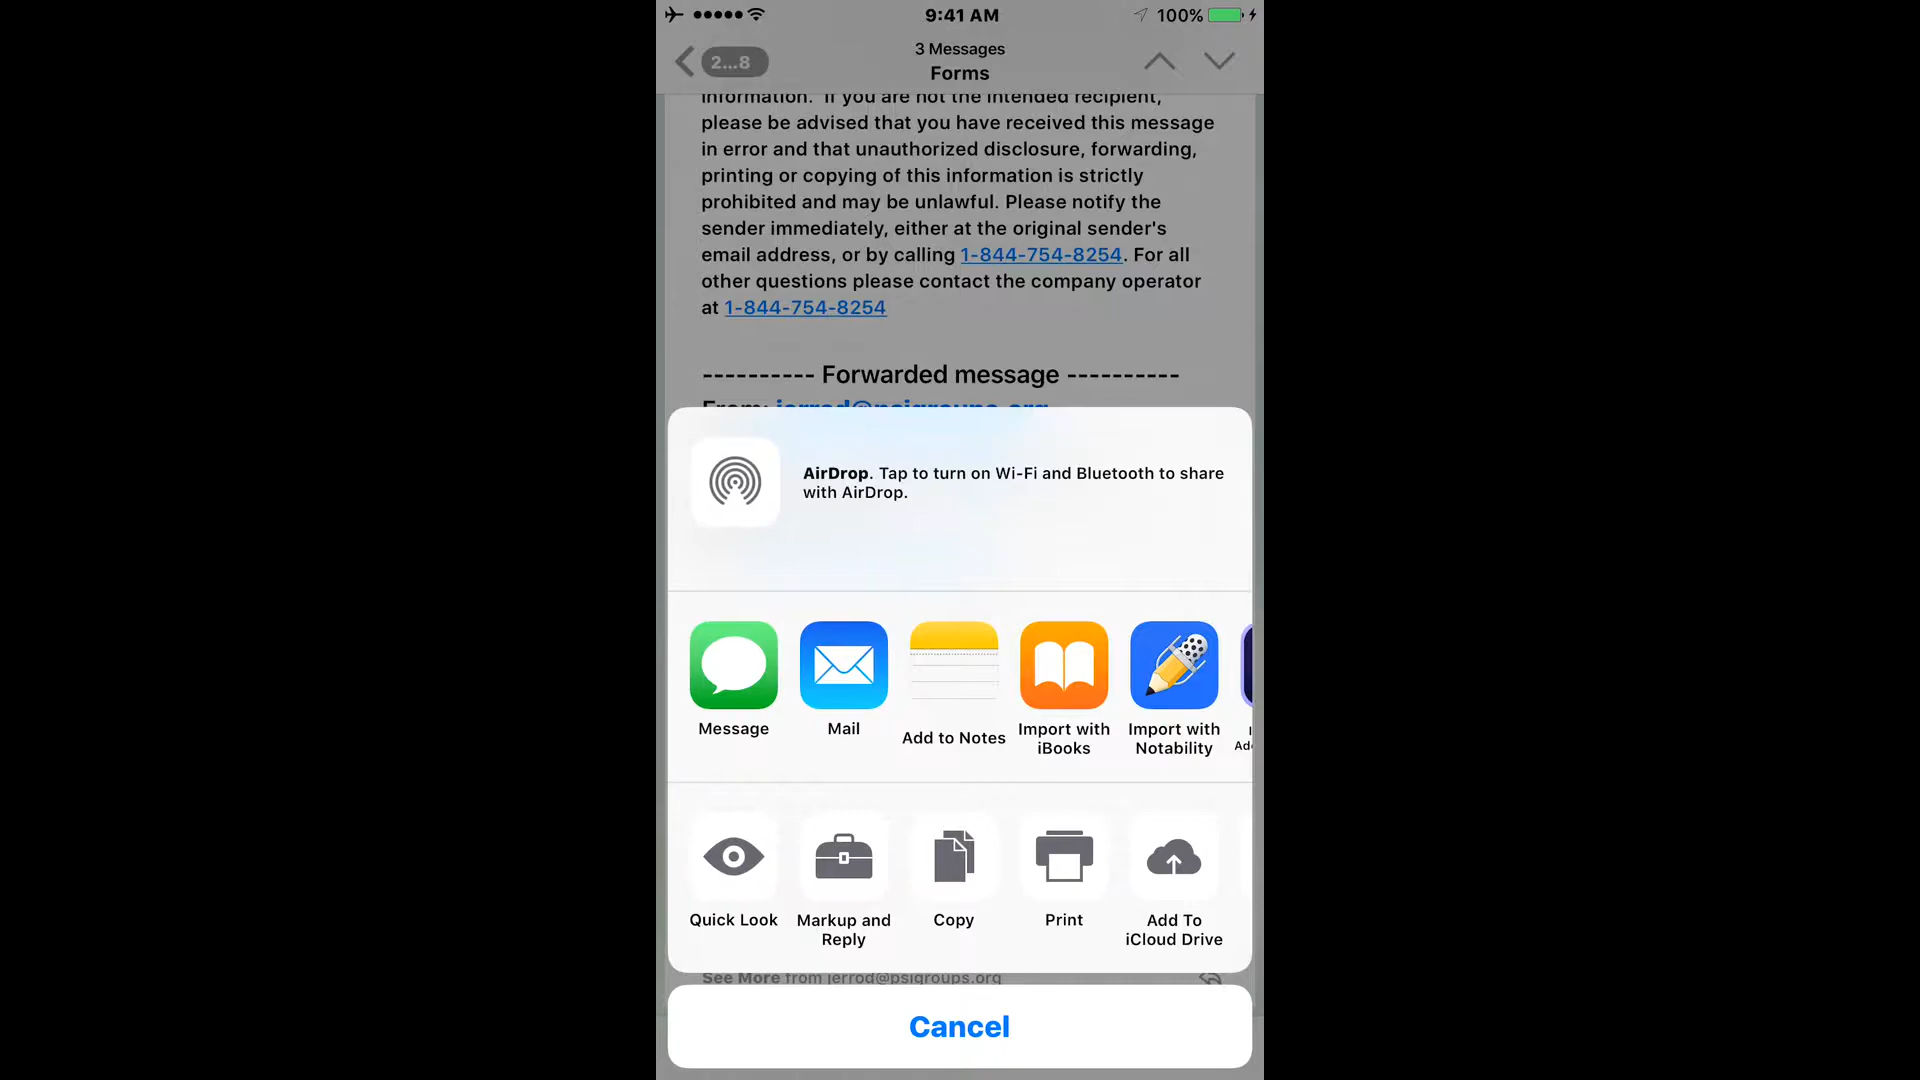 9:41 AM
100%
2...8
3 Messages
Forms
information. If you are not the intended recipient,
please be advised that you have received this message
in error and that unauthorized disclosure, forwarding,
printing or copying of this information is strictly
prohibited and may be unlawful. Please notify the
sender immediately, either at the original sender's
email address, or by calling 1-844-754-8254. For all
other questions please contact the company operator
at 1-844-754-8254
---------- Forwarded message ----------
From: jerrod@psigroups.org
AirDrop. Tap to turn on Wi-Fi and Bluetooth to share
with AirDrop.
Message
Mail
Add to Notes
Import with
iBooks
Import with
Notability
Quick Look
Markup and
Reply
Copy
Print
Add To
iCloud Drive
See More from jerrod@psigroups.org
Cancel